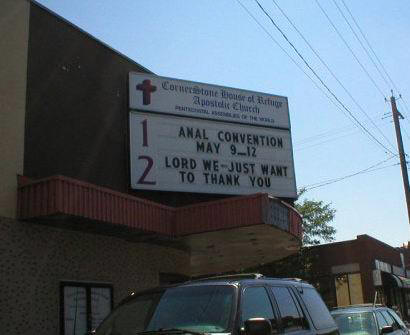 CornerStone House of Refuge
Apostolic Church
PENTECOSTAL ASSEMBLIES OF THE WORLD
1 ANAL CONVENTION
MAY 9-12
2 LORD WE-JUST WANT
TO THANK YOU